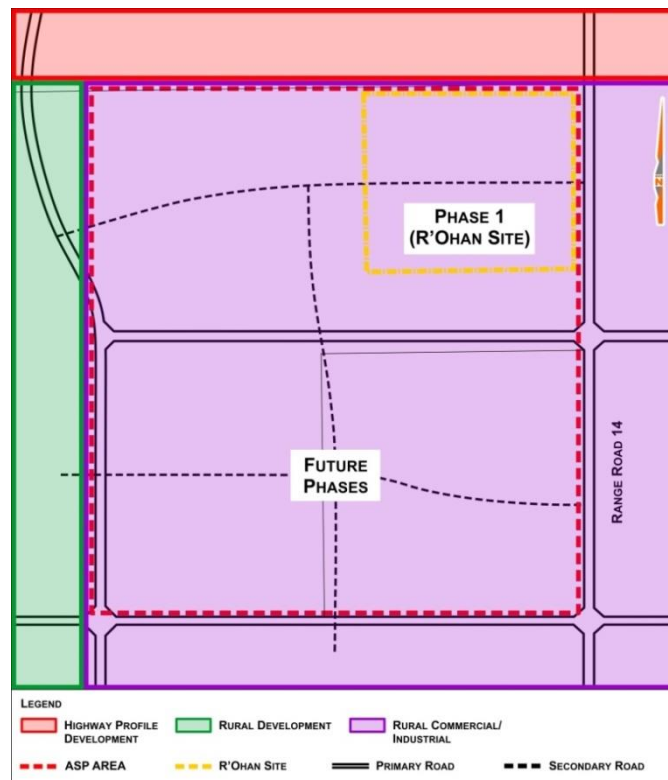 PHASE 1
(R'OHAN SITE)
FUTURE
PHASES
RANGE ROAD 14
N
LEGEND
HIGHWAY PROFILE
DEVELOPMENT
RURAL DEVELOPMENT
RURAL COMMERCIAL/
INDUSTRIAL
ASP AREA
R'OHAN SITE
PRIMARY ROAD
SECONDARY ROAD